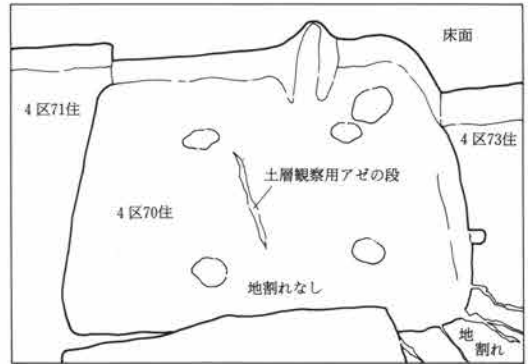 床面
4区71住
4区73住
土層観察用アゼの段
4区70住
地割れなし
地
割れ